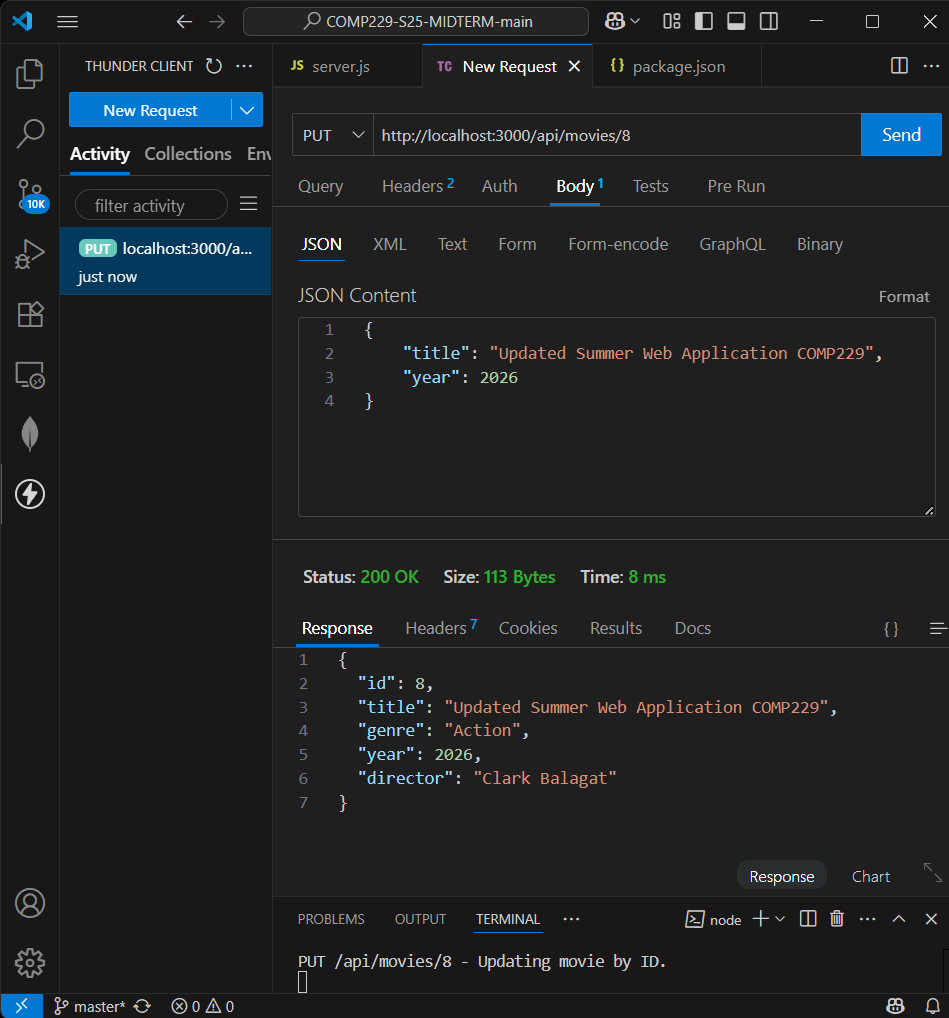 COMP229-S25-MIDTERM-main
THUNDER CLIENT
JS server.js
TC New Request
{} package.json
New Request
Activity Collections Env
filter activity
PUT localhost:3000/a...
just now
10K
PUT http://localhost:3000/api/movies/8 Send
Query Headers 2 Auth Body 1 Tests Pre Run
JSON XML Text Form Form-encode GraphQL Binary
JSON Content Format
1 {
2 "title": "Updated Summer Web Application COMP229",
3 "year": 2026
4 }
Status: 200 OK Size: 113 Bytes Time: 8 ms
Response Headers 7 Cookies Results Docs {}
1 {
2 "id": 8,
3 "title": "Updated Summer Web Application COMP229",
4 "genre": "Action",
5 "year": 2026,
6 "director": "Clark Balagat"
7 }
Response Chart
PROBLEMS OUTPUT TERMINAL ... node
PUT /api/movies/8 - Updating movie by ID.
master* 0 0